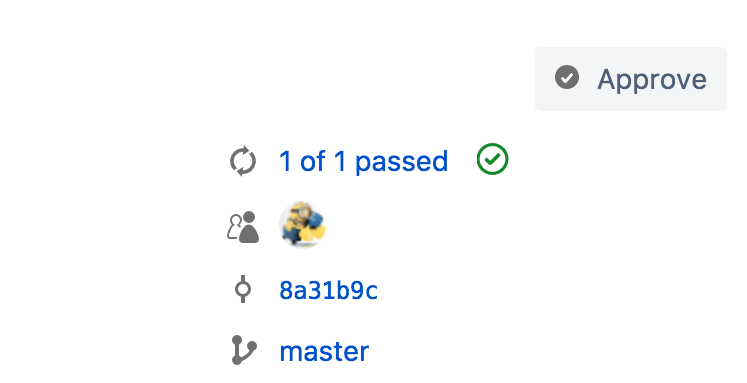 Approve
1 of 1 passed
8a31b9c
master